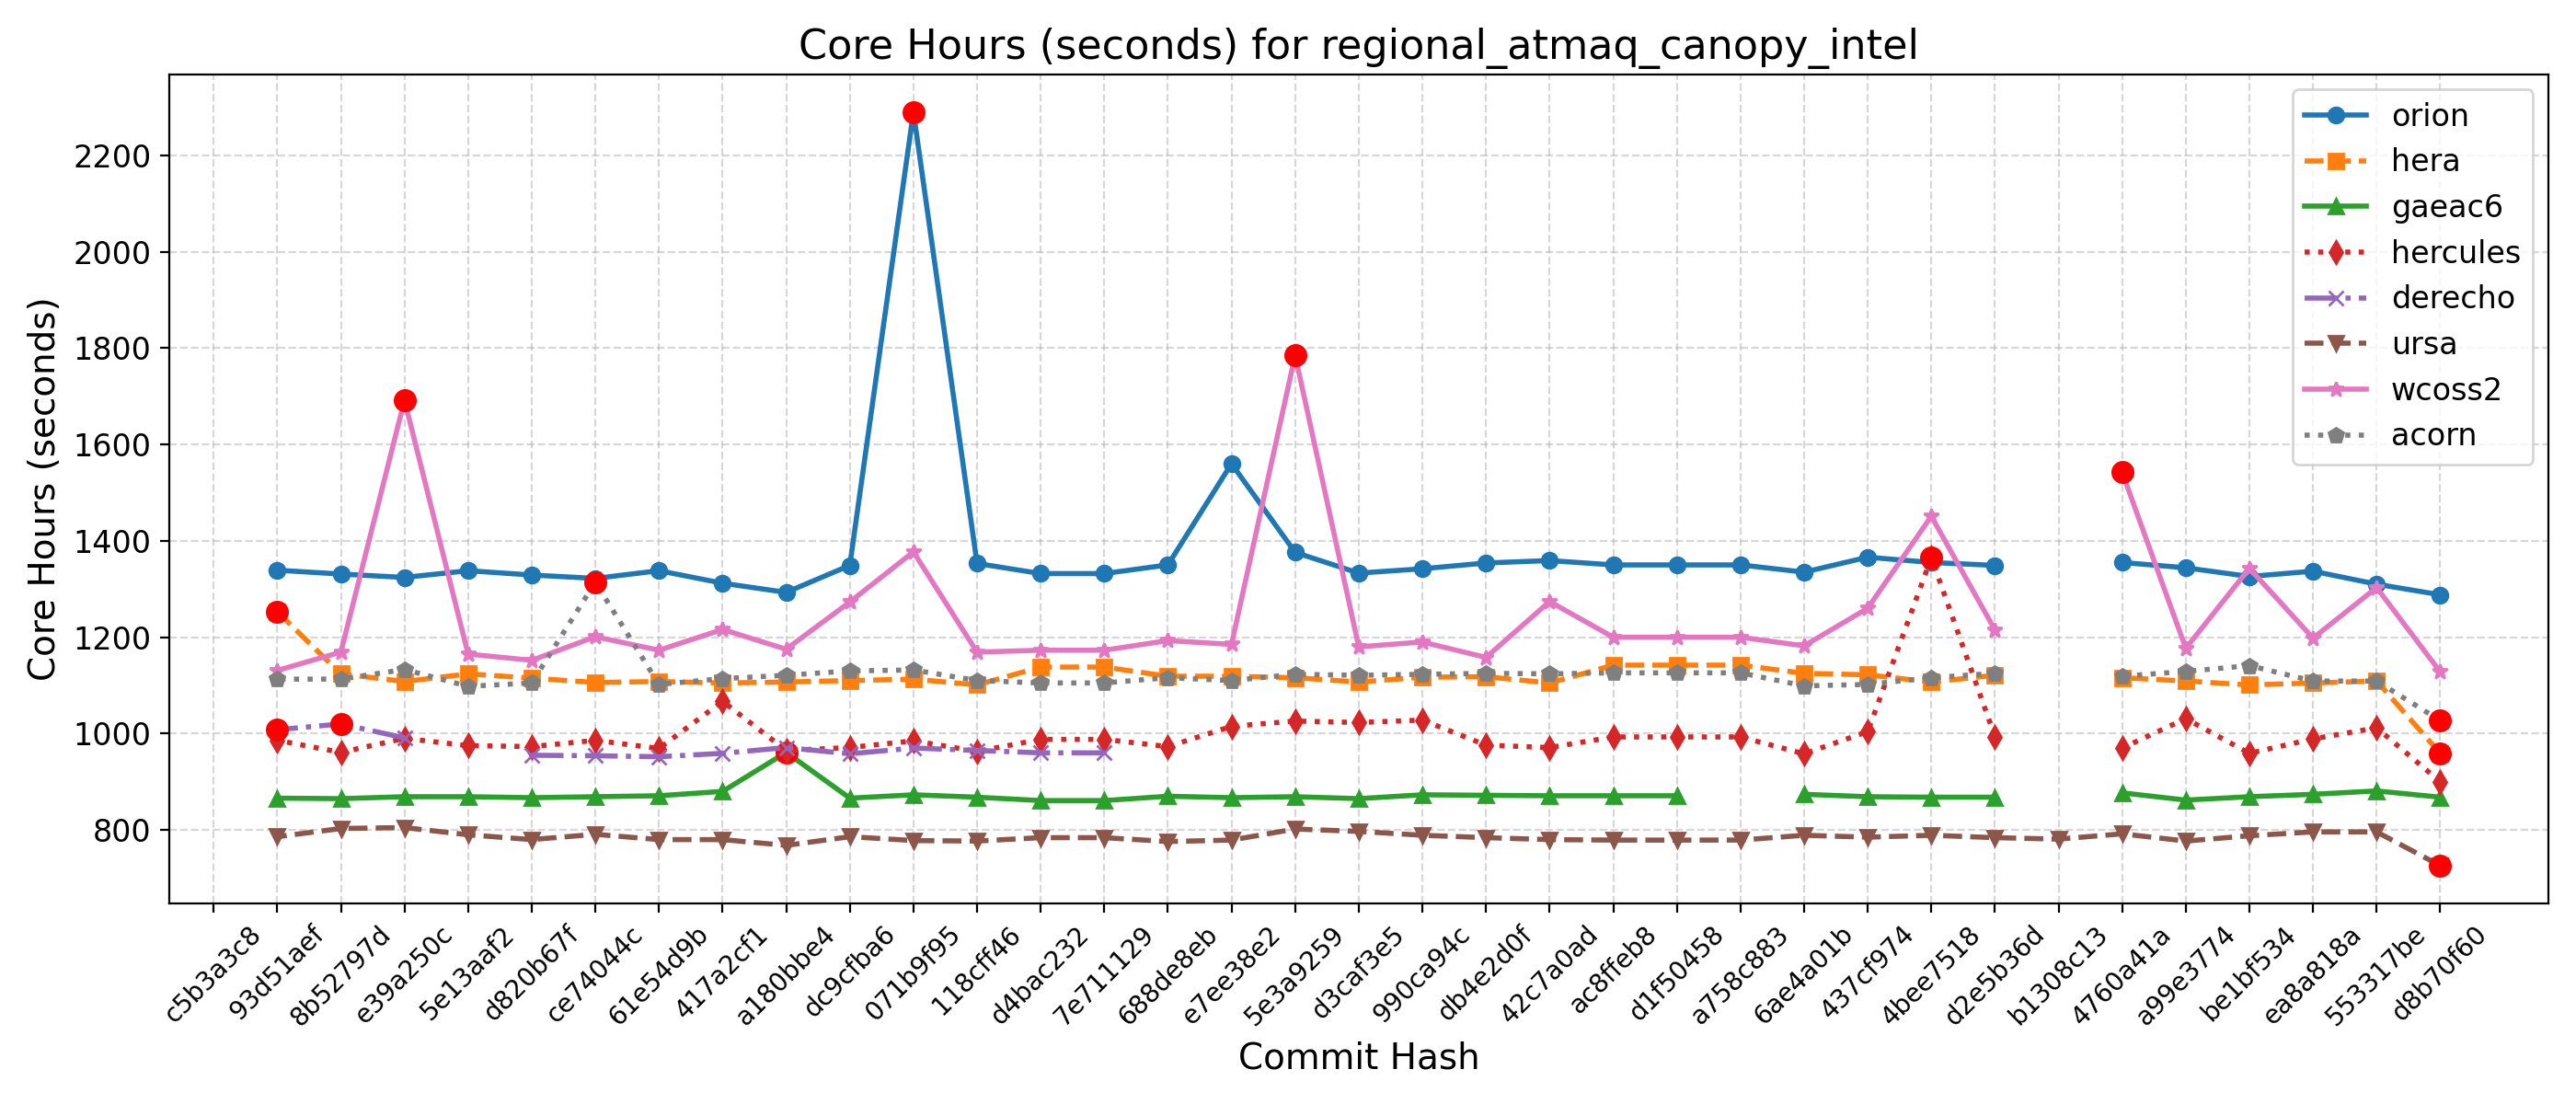 Core Hours (seconds) for regional_atmaq_canopy_intel
Core Hours (seconds)
2200
2000
1800
1600
1400
1200
1000
800
orion
hera
gaeac6
hercules
derecho
ursa
wcoss2
acorn
c5b3a3c8
93d51aef
8b52797d
e39a250c
5e13aaf2
d820b67f
ce74044c
61e54d9b
417a2cf1
a180bbe4
dc9cfba6
071b9f95
118cff46
d4bac232
7e711129
688de8eb
e7ee38e2
5e3a9259
d3caf3e5
990ca94c
db4e2d0f
42c7a0ad
ac8ffeb8
d1f50458
a758c883
6ae4a01b
437cf974
4bee7518
d2e5b36d
b1308c13
4760a41a
a99e3774
be1bf534
ea8a818a
55317be
d8b70f60
Commit Hash